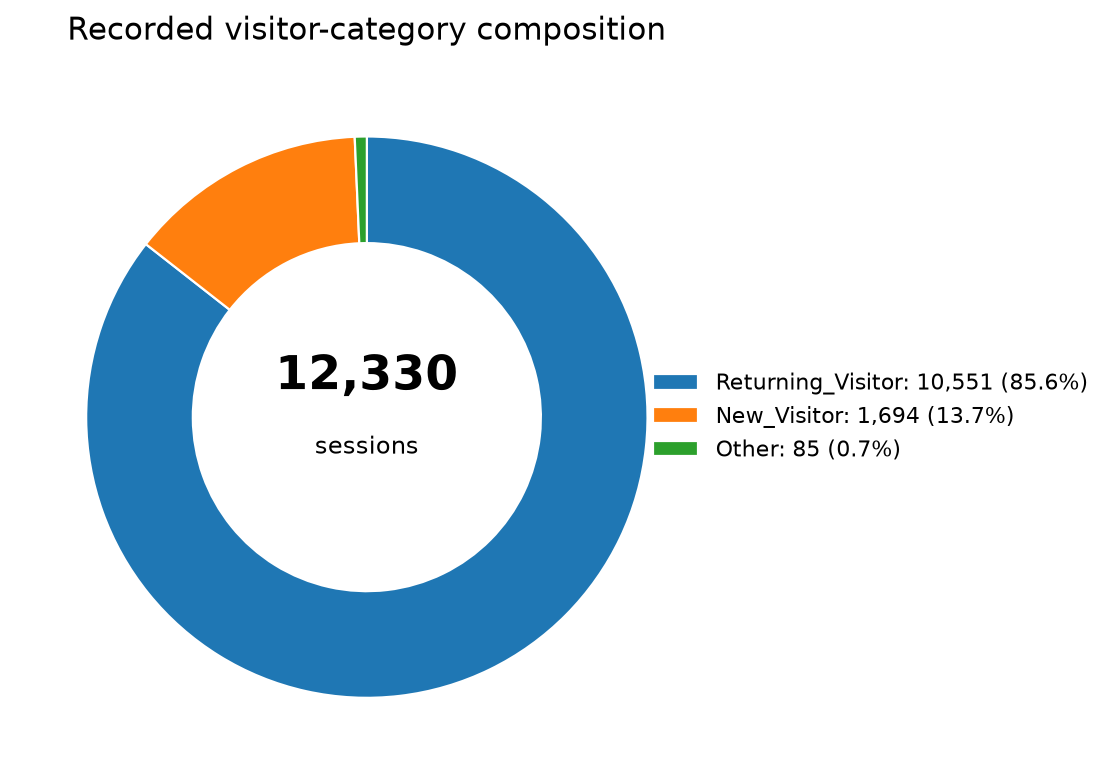 Recorded visitor-category composition
12,330
sessions
Returning_Visitor: 10,551 (85.6%)
New_Visitor: 1,694 (13.7%)
Other: 85 (0.7%)